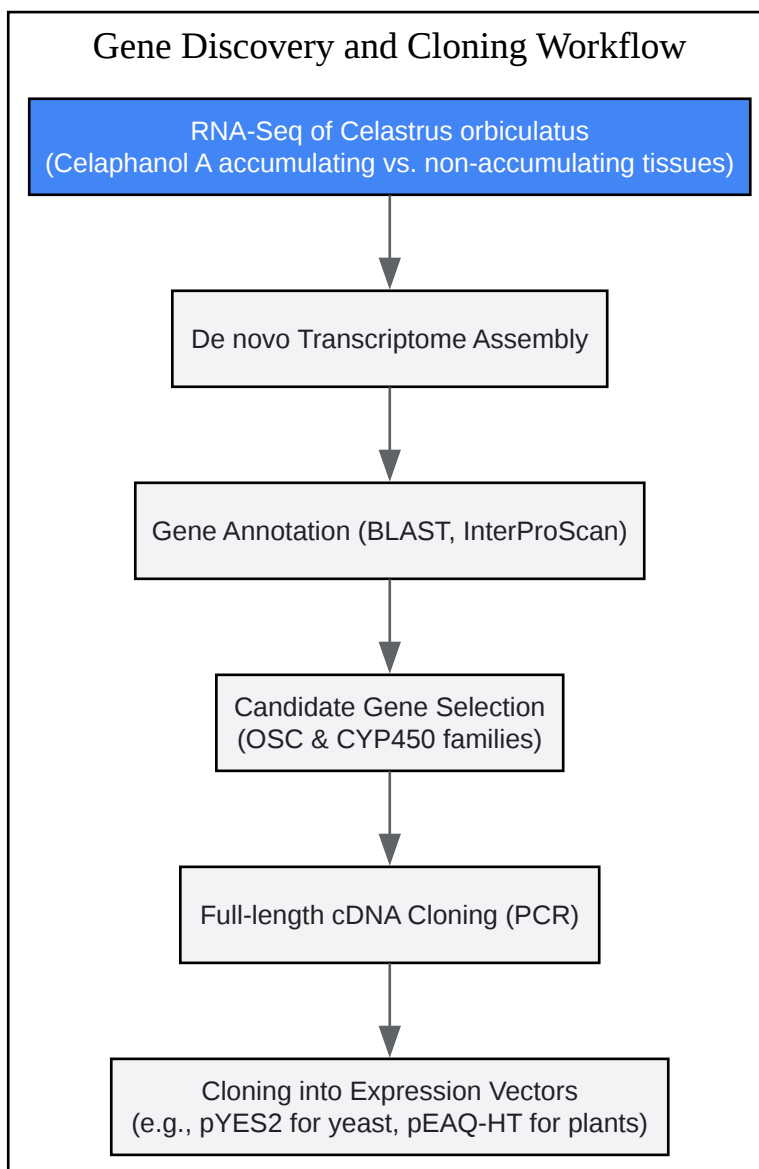 Gene Discovery and Cloning Workflow
RNA-Seq of Celastrus orbiculatus
(Celaphanol A accumulating vs. non-accumulating tissues)
De novo Transcriptome Assembly
Gene Annotation (BLAST, InterProScan)
Candidate Gene Selection
(OSC & CYP450 families)
Full-length cDNA Cloning (PCR)
Cloning into Expression Vectors
(e.g., pYES2 for yeast, pEAQ-HT for plants)